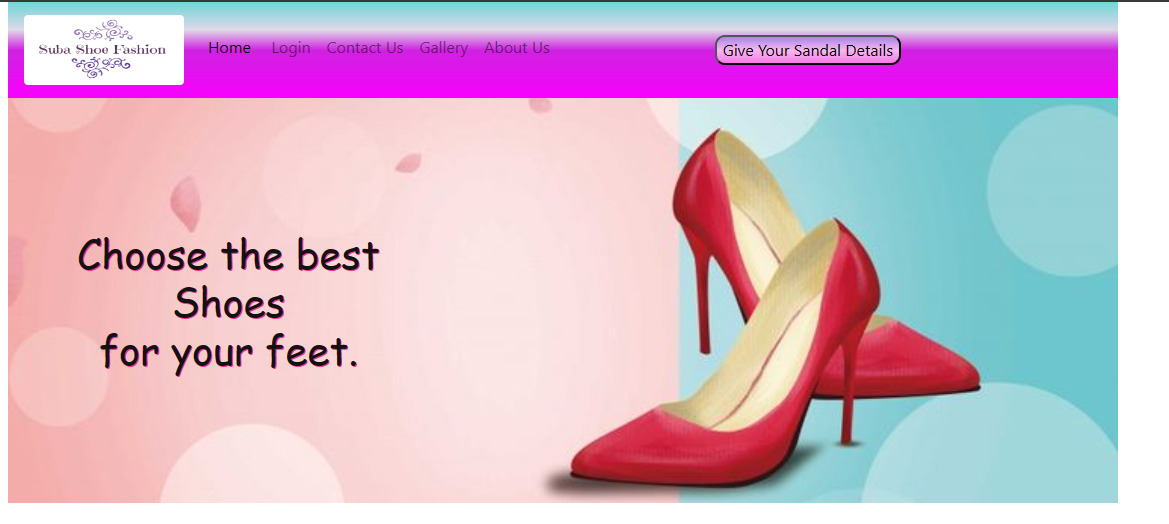 Suba Shoe Fashion
Home Login Contact Us Gallery About Us
Give Your Sandal Details
Choose the best
Shoes
for your feet.